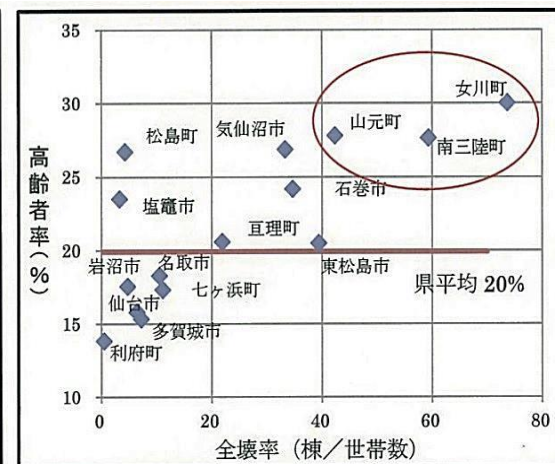 35
30
25
20
15
10
高齢者率(%)
女川町
気仙沼市
山元町
松島町
南三陸町
塩竈市
石巻市
亘理町
岩沼市
名取市
東松島市
県平均 20%
仙台市
七ヶ浜町
多賀城市
利府町
0
20
40
60
80
全壊率(棟/世帯数)